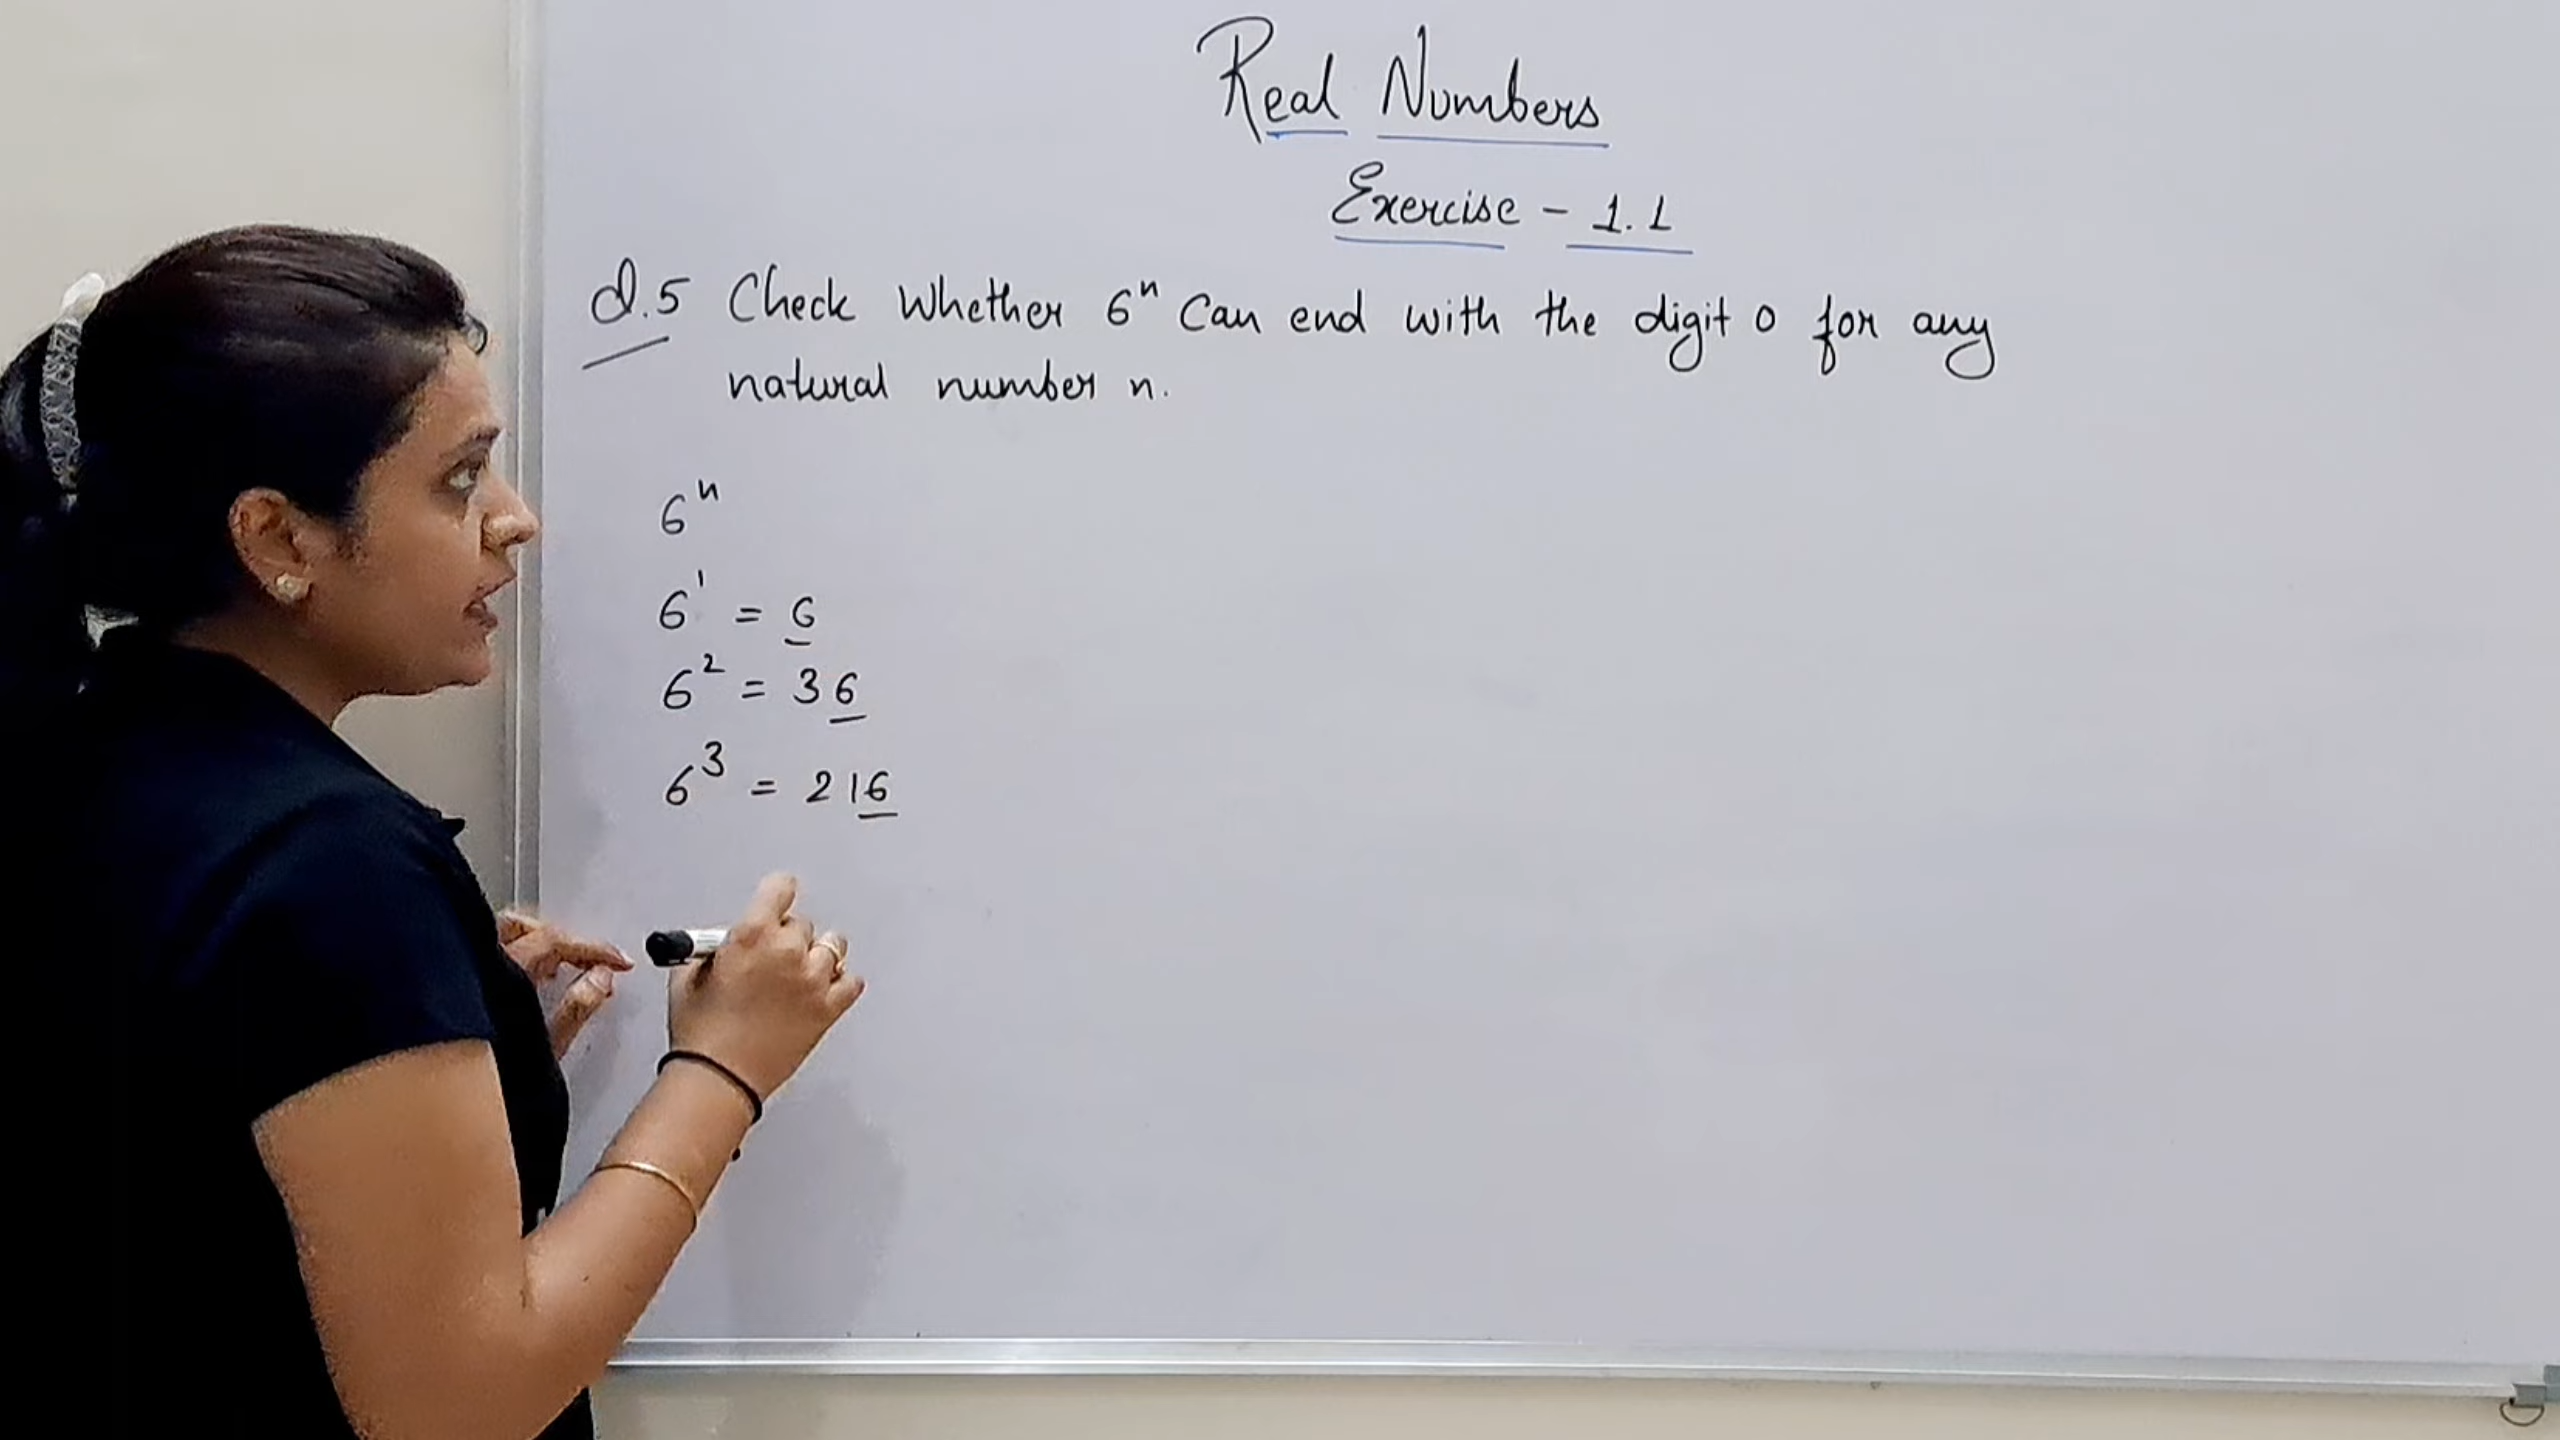 Real Numbers
Exercise - 1.1
Q.5 Check Whether 6ⁿ Can end with the digit 0 for any
natural number n.
6ⁿ
6¹ = 6
6² = 36
6³ = 216